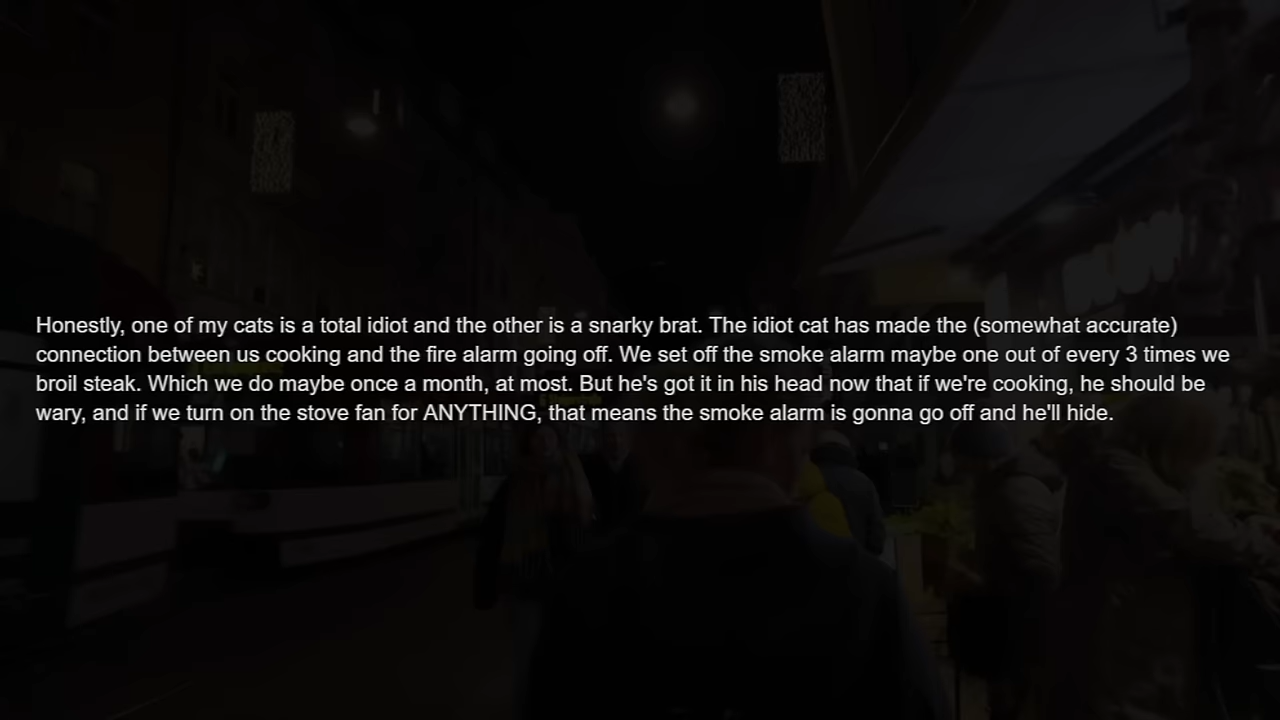 Honestly, one of my cats is a total idiot and the other is a snarky brat. The idiot cat has made the (somewhat accurate)
connection between us cooking and the fire alarm going off. We set off the smoke alarm maybe one out of every 3 times we
broil steak. Which we do maybe once a month, at most. But he's got it in his head now that if we're cooking, he should be
wary, and if we turn on the stove fan for ANYTHING, that means the smoke alarm is gonna go off and he'll hide.